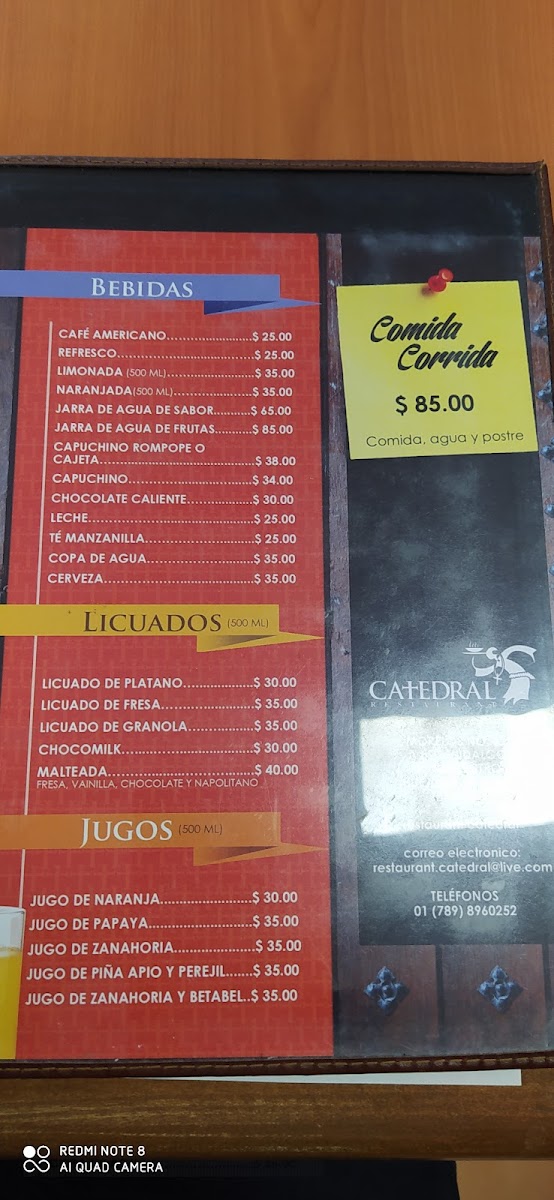 BEBIDAS
CAFÉ AMERICANO..........................$ 25.00
REFRESCO..........................................$ 25.00
LIMONADA (500 ML)...........................$ 35.00
NARANJADA(500 ML).........................$ 35.00
JARRA DE AGUA DE SABOR...........$ 65.00
JARRA DE AGUA DE FRUTAS...........$ 85.00
CAPUCHINO ROMPOPE O
CAJETA...............................................$ 38.00
CAPUCHINO.......................................$ 34.00
CHOCOLATE CALIENTE....................$ 30.00
LECHE..................................................$ 25.00
TÉ MANZANILLA.................................$ 25.00
COPA DE AGUA................................$ 35.00
CERVEZA.............................................$ 35.00
LICUADOS (500 ML)
LICUADO DE PLATANO.....................$ 30.00
LICUADO DE FRESA...........................$ 35.00
LICUADO DE GRANOLA...................$ 35.00
CHOCOMILK......................................$ 30.00
MALTEADA.........................................$ 40.00
FRESA, VAINILLA, CHOCOLATE Y NAPOLITANO
JUGOS (500 ML)
JUGO DE NARANJA..........................$ 30.00
JUGO DE PAPAYA.............................$ 35.00
JUGO DE ZANAHORIA.....................$ 35.00
JUGO DE PIÑA APIO Y PEREJIL.......$ 35.00
JUGO DE ZANAHORIA Y BETABEL..$ 35.00
Comida
Corrida
$ 85.00
Comida, agua y postre
CATEDRAL
RESTAURANT
correo electronico:
restaurant.catedral@live.com
TELÉFONOS
01 (789) 8960252
REDMI NOTE 8
AI QUAD CAMERA